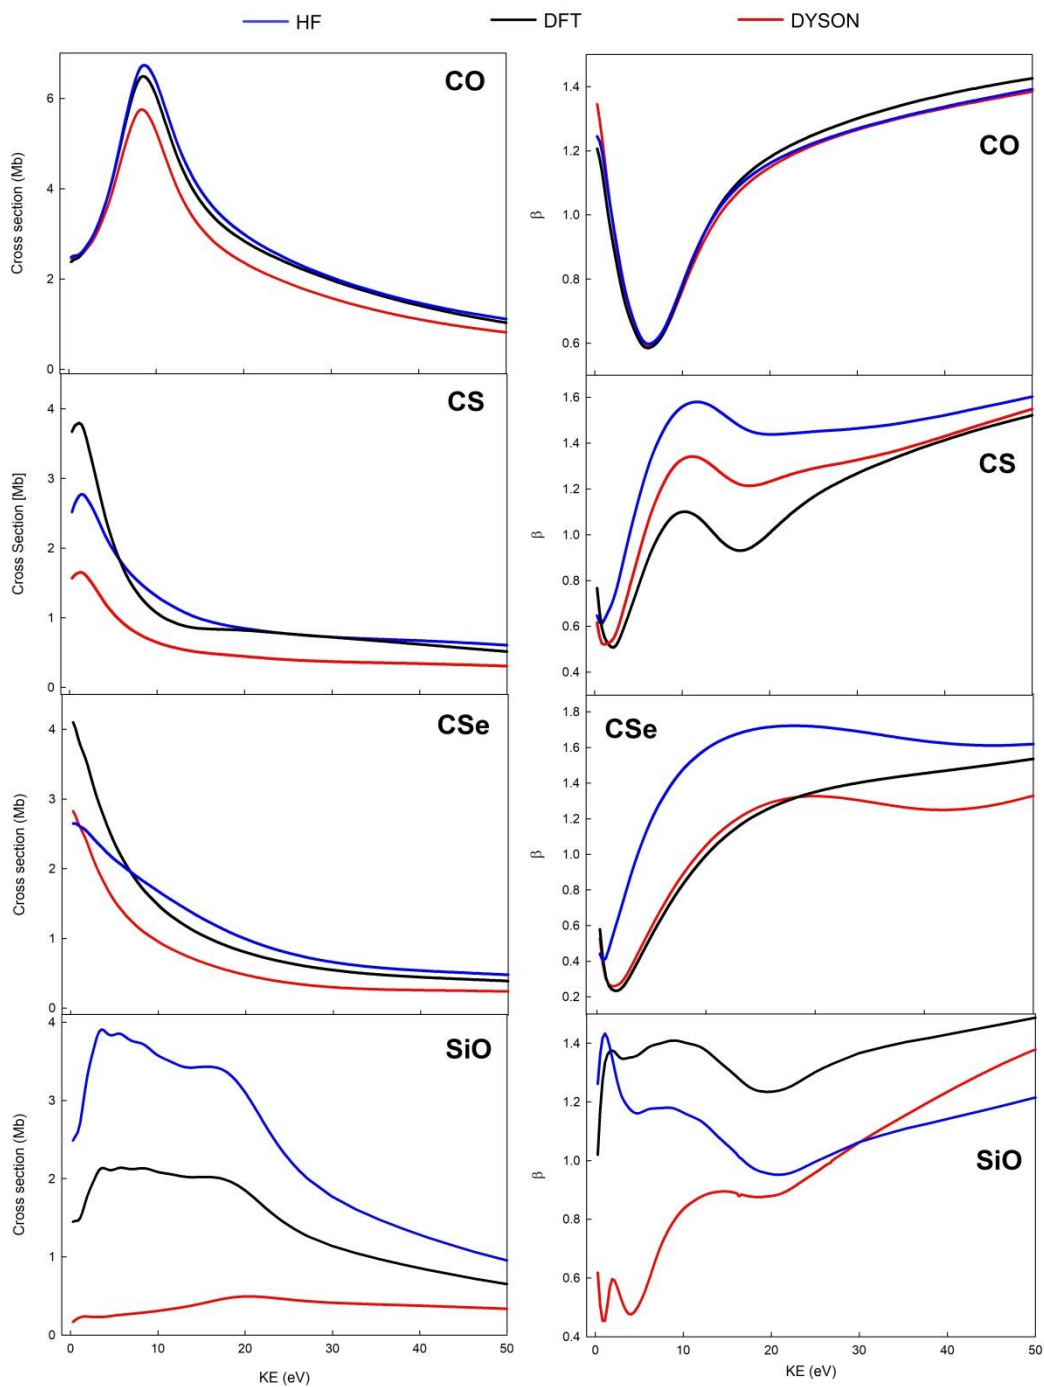 HF DFT DYSON
CO
Cross section (Mb)
6
4
2
0
CO
β
1.4
1.2
1.0
0.8
0.6
CS
Cross Section [Mb]
4
3
2
1
0
CS
β
1.6
1.4
1.2
1.0
0.8
0.6
0.4
CSe
Cross section (Mb)
4
3
2
1
0
CSe
β
1.8
1.6
1.4
1.2
1.0
0.8
0.6
0.4
0.2
SiO
Cross section (Mb)
4
3
2
1
0
0 10 20 30 40 50
KE (eV)
SiO
β
1.4
1.2
1.0
0.8
0.6
0.4
0 10 20 30 40 50
KE (eV)